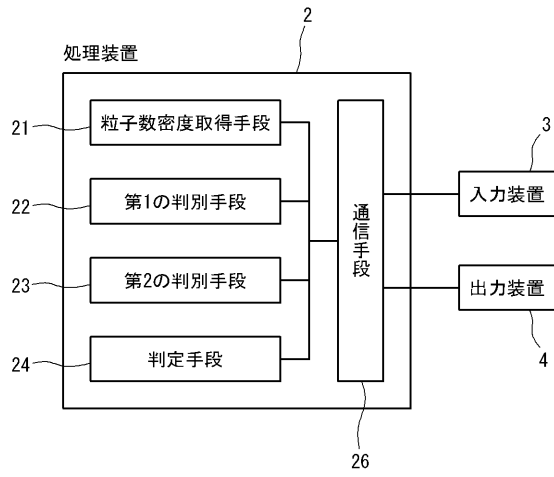 2
処理装置
21
粒子数密度取得手段
22
第1の判別手段
23
第2の判別手段
24
判定手段
通信手段
26
3
入力装置
出力装置
4